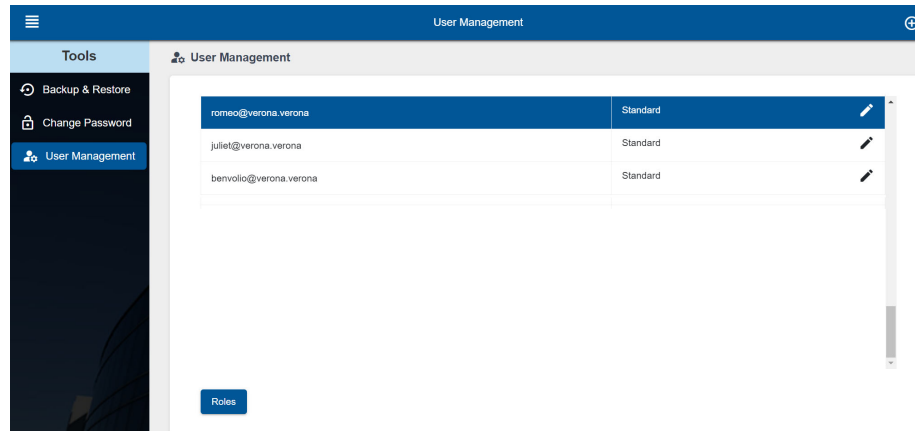 User Management
Tools
User Management
Backup & Restore
Change Password
User Management
romeo@verona.verona Standard
juliet@verona.verona Standard
benvolio@verona.verona Standard
Roles